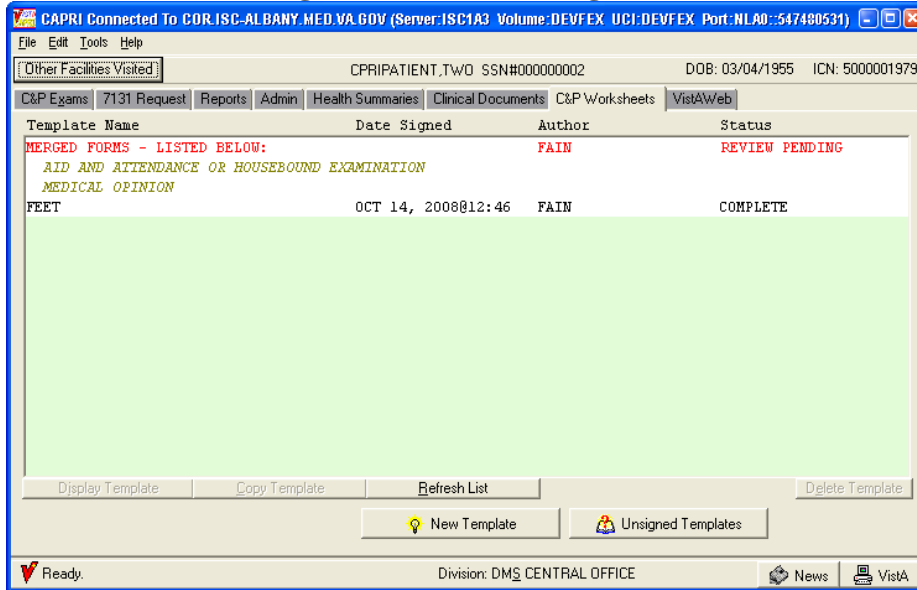 CAPRI Connected To COR.ISC-ALBANY.MED.VA.GOV (Server:ISC1A3 Volume:DEVFEX UCI:DEVFEX Port:NLA0::547480531)
File Edit Tools Help
Other Facilities Visited CPRIPATIENT,TWO SSN#000000002 DOB: 03/04/1955 ICN: 5000001979
C&P Exams 7131 Request Reports Admin Health Summaries Clinical Documents C&P Worksheets VistAWeb
Template Name Date Signed Author Status
MERGED FORMS - LISTED BELOW: FAIN REVIEW PENDING
AID AND ATTENDANCE OR HOUSEBOUND EXAMINATION
MEDICAL OPINION
FEET OCT 14, 2008@12:46 FAIN COMPLETE
Display Template Copy Template Refresh List Delete Template
New Template Unsigned Templates
Ready. Division: DMS CENTRAL OFFICE News VistA